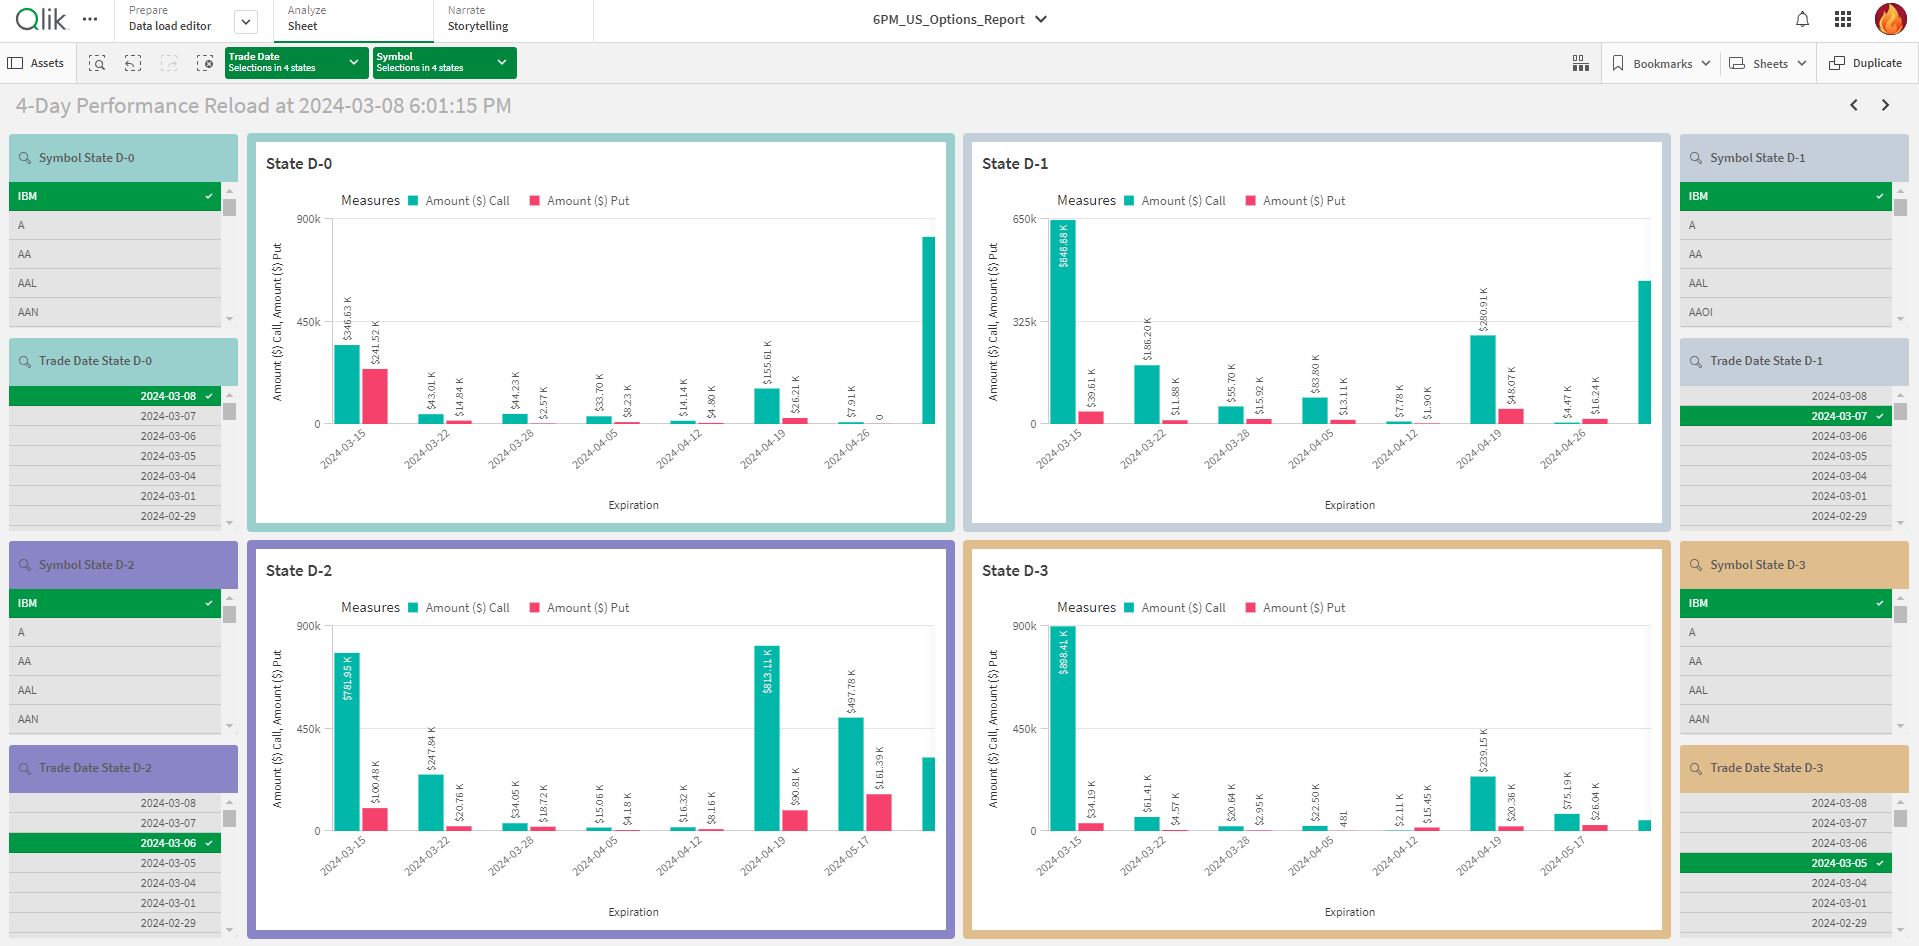 Qlik
Prepare
Data load editor
Analyze
Sheet
Narrate
Storytelling
6PM_US_Options_Report
Assets
Trade Date
Selections in 4 states
Symbol
Selections in 4 states
Bookmarks
Sheets
Duplicate
4-Day Performance Reload at 2024-03-08 6:01:15 PM
Symbol State D-0
IBM
A
AA
AAL
AAN
Trade Date State D-0
2024-03-08
2024-03-07
2024-03-06
2024-03-05
2024-03-04
2024-03-01
2024-02-29
State D-0
Measures Amount ($) Call Amount ($) Put
Amount ($) Call, Amount ($) Put
900k
450k
0
$346.63 K
$241.52 K
$43.01 K
$14.84 K
$44.23 K
$2.57 K
$33.70 K
$8.23 K
$14.14 K
$4.80 K
$155.61 K
$26.21 K
$7.91 K
0
2024-03-15
2024-03-22
2024-03-28
2024-04-05
2024-04-12
2024-04-19
2024-04-26
Expiration
State D-1
Measures Amount ($) Call Amount ($) Put
Amount ($) Call, Amount ($) Put
650k
325k
0
$646.68 K
$39.61 K
$186.20 K
$11.88 K
$55.70 K
$15.92 K
$83.80 K
$13.11 K
$7.78 K
$1.90 K
$280.91 K
$48.07 K
$4.47 K
$16.24 K
2024-03-15
2024-03-22
2024-03-28
2024-04-05
2024-04-12
2024-04-19
2024-04-26
Expiration
Symbol State D-1
IBM
A
AA
AAL
AAOI
Trade Date State D-1
2024-03-08
2024-03-07
2024-03-06
2024-03-05
2024-03-04
2024-03-01
2024-02-29
Symbol State D-2
IBM
A
AA
AAL
AAN
Trade Date State D-2
2024-03-08
2024-03-07
2024-03-06
2024-03-05
2024-03-04
2024-03-01
2024-02-29
State D-2
Measures Amount ($) Call Amount ($) Put
Amount ($) Call, Amount ($) Put
900k
450k
0
$781.95 K
$100.48 K
$247.84 K
$20.76 K
$34.05 K
$18.72 K
$15.06 K
$4.18 K
$16.32 K
$8.16 K
$813.11 K
$90.81 K
$497.78 K
$161.39 K
2024-03-15
2024-03-22
2024-03-28
2024-04-05
2024-04-12
2024-04-19
2024-05-17
Expiration
State D-3
Measures Amount ($) Call Amount ($) Put
Amount ($) Call, Amount ($) Put
900k
450k
0
$898.41 K
$34.19 K
$61.41 K
$4.57 K
$20.64 K
$2.95 K
$22.50 K
481
$2.11 K
$15.45 K
$239.15 K
$20.36 K
$75.19 K
$26.04 K
2024-03-15
2024-03-22
2024-03-28
2024-04-05
2024-04-12
2024-04-19
2024-05-17
Expiration
Symbol State D-3
IBM
A
AA
AAL
AAN
Trade Date State D-3
2024-03-08
2024-03-07
2024-03-06
2024-03-05
2024-03-04
2024-03-01
2024-02-29